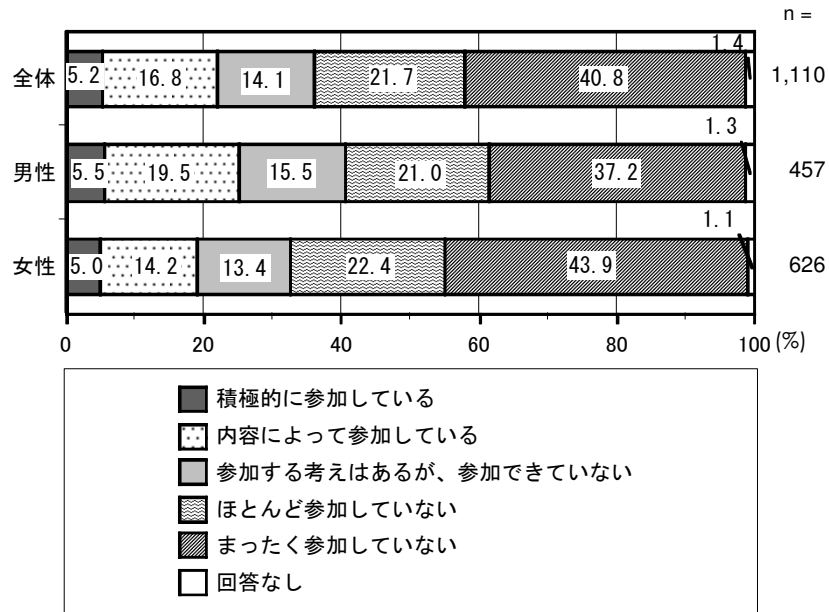 n =
1.4
全体 5.2 16.8 14.1 21.7 40.8 1,110
1.3
男性 5.5 19.5 15.5 21.0 37.2 457
1.1
女性 5.0 14.2 13.4 22.4 43.9 626
0 20 40 60 80 100 (%)
積極的に参加している
内容によって参加している
参加する考えはあるが、参加できていない
ほとんど参加していない
まったく参加していない
回答なし